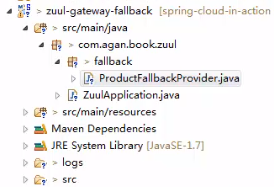 zuul-gateway-fallback [spring-cloud-in-action]
src/main/java
com.agan.book.zuul
fallback
ProductFallbackProvider.java
ZuulApplication.java
src/main/resources
Maven Dependencies
JRE System Library [JavaSE-1.7]
logs
src